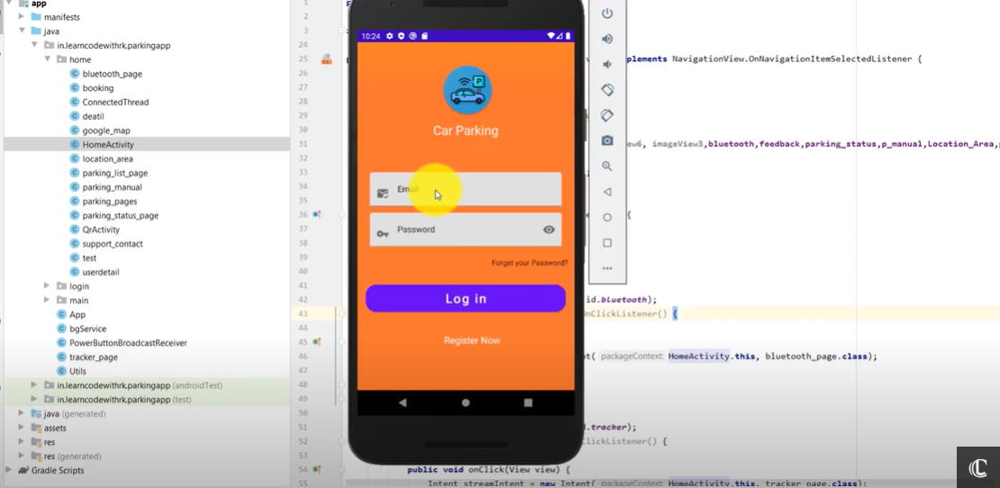 app
manifests
java
in.learncodewithrk.parkingapp
home
bluetooth_page
booking
ConnectedThread
deatil
google_map
HomeActivity
location_area
parking_list_page
parking_manual
parking_pages
parking_status_page
QrActivity
support_contact
test
userdetail
login
main
App
bgService
PowerButtonBroadcastReceiver
tracker_page
Utils
in.learncodewithrk.parkingapp (androidTest)
in.learncodewithrk.parkingapp (test)
java (generated)
assets
res
res (generated)
Gradle Scripts
1
2
3
24
25
26
27
28
29
30
31
32
33
34
35
36
37
38
39
40
41
42
43
44
45
46
47
48
49
50
51
52
53
54
55
10:24
P
Car Parking
Email
Password
Forget your Password?
Log in
Register Now
mplements NavigationView.OnNavigationItemSelectedListener {
ew6, imageView3,bluetooth,feedback,parking_status,p_manual,Location_Area,
{
id.bluetooth);
OnClickListener() {
nt( packageContext: HomeActivity.this, bluetooth_page.class);
d.tracker);
ClickListener() {
public void onClick(View view) {
Intent streamIntent = new Intent( packageContext: HomeActivity.this, tracker_page.class);